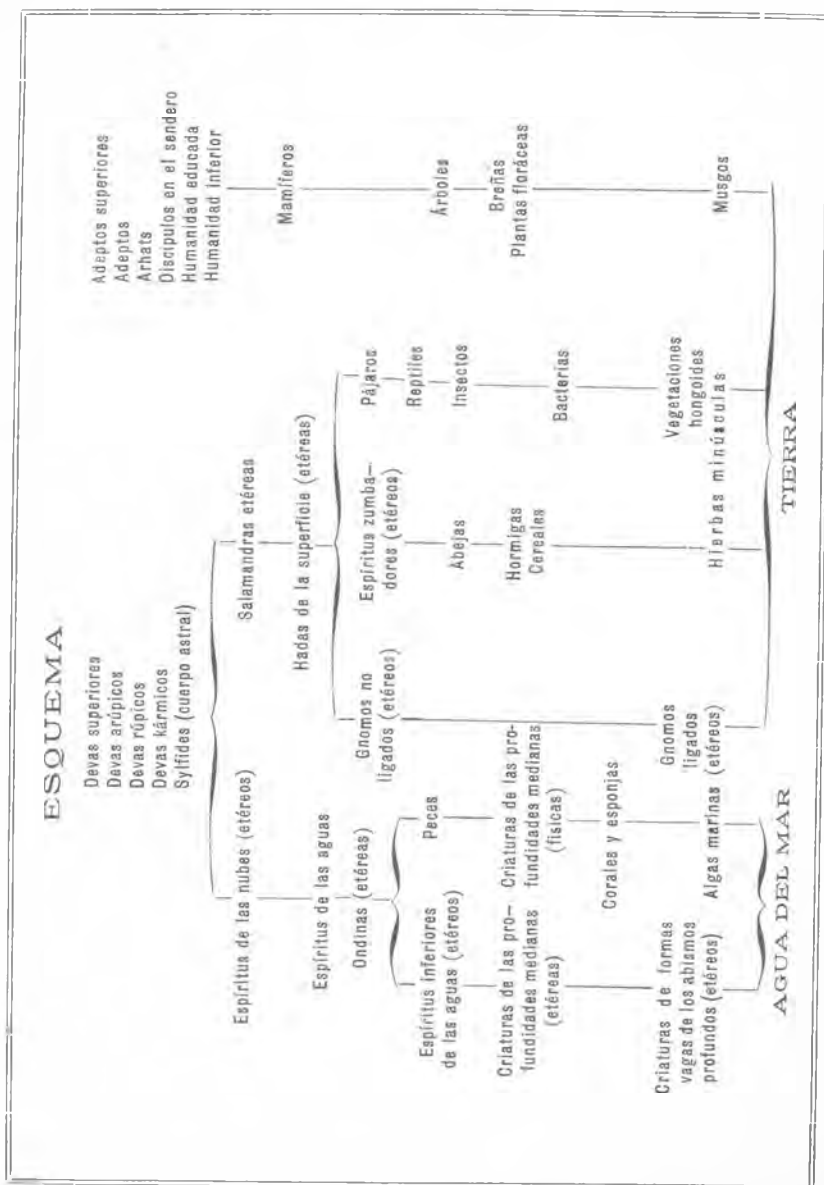 ESQUEMA
Devas superiores
Devas arúpicos
Devas rúpicos
Devas kármicos
Sylfides (cuerpo astral)
Adeptos superiores
Adeptos
Arhats
Discípulos en el sendero
Humanidad educada
Humanidad inferior
Espíritus de las nubes (etéreos)
Salamandras etéreas
Mamíferos
Espíritus de las aguas
Ondinas (etéreas)
Hadas de la superficie (etéreas)
Espíritus inferiores
de las aguas (etéreos)
Peces
Gnomos no
ligados (etéreos)
Espíritus zumba—
dores (etéreos)
Pájaros
Reptiles
Insectos
Árboles
Abejas
Criaturas de las pro—
fundidades medianas
(etéreas)
Criaturas de las pro-
fundidades medianas
(físicas)
Hormigas
Cereales
Breñas
Plantas floráceas
Bacterias
Corales y esponjas
Criaturas de formas
vagas de los abismos
profundos (etéreos)
Algas marinas
Gnomos
ligados
(etéreos)
Hierbas minúsculas
Vegetaciones
hongoides
Musgos
AGUA DEL MAR
TIERRA